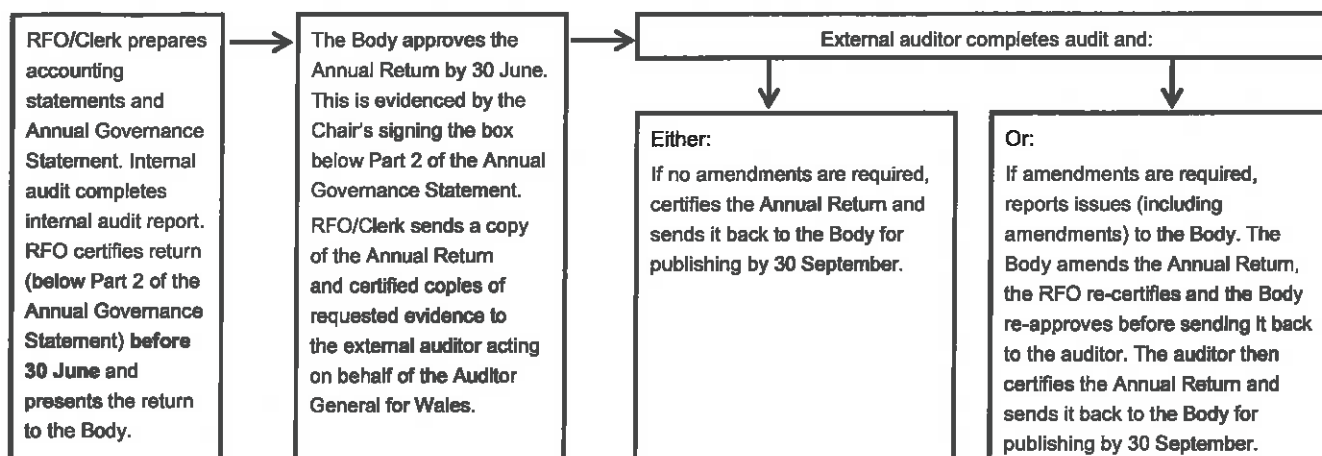 RFO/Clerk prepares
accounting
statements and
Annual Governance
Statement. Internal
audit completes
internal audit report.
RFO certifies return
(below Part 2 of the
Annual Governance
Statement) before
30 June and
presents the return
to the Body.
The Body approves the
Annual Return by 30 June.
This is evidenced by the
Chair's signing the box
below Part 2 of the Annual
Governance Statement.
RFO/Clerk sends a copy
of the Annual Return
and certified copies of
requested evidence to
the external auditor acting
on behalf of the Auditor
General for Wales.
External auditor completes audit and:
Either:
If no amendments are required,
certifies the Annual Return and
sends it back to the Body for
publishing by 30 September.
Or:
If amendments are required,
reports issues (including
amendments) to the Body. The
Body amends the Annual Return,
the RFO re-certifies and the Body
re-approves before sending it back
to the auditor. The auditor then
certifies the Annual Return and
sends it back to the Body for
publishing by 30 September.